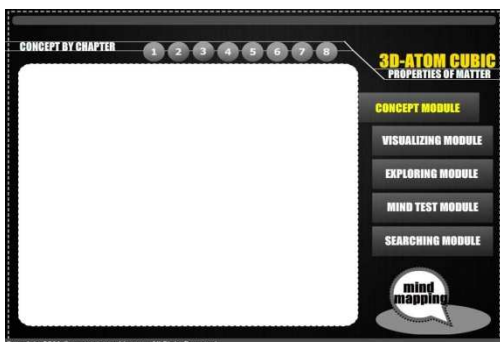 CONCEPT BY CHAPTER
1 2 3 4 5 6 7 8
3D-ATOM CUBIC
PROPERTIES OF MATTER
CONCEPT MODULE
VISUALIZING MODULE
EXPLORING MODULE
MIND TEST MODULE
SEARCHING MODULE
mind
mapping